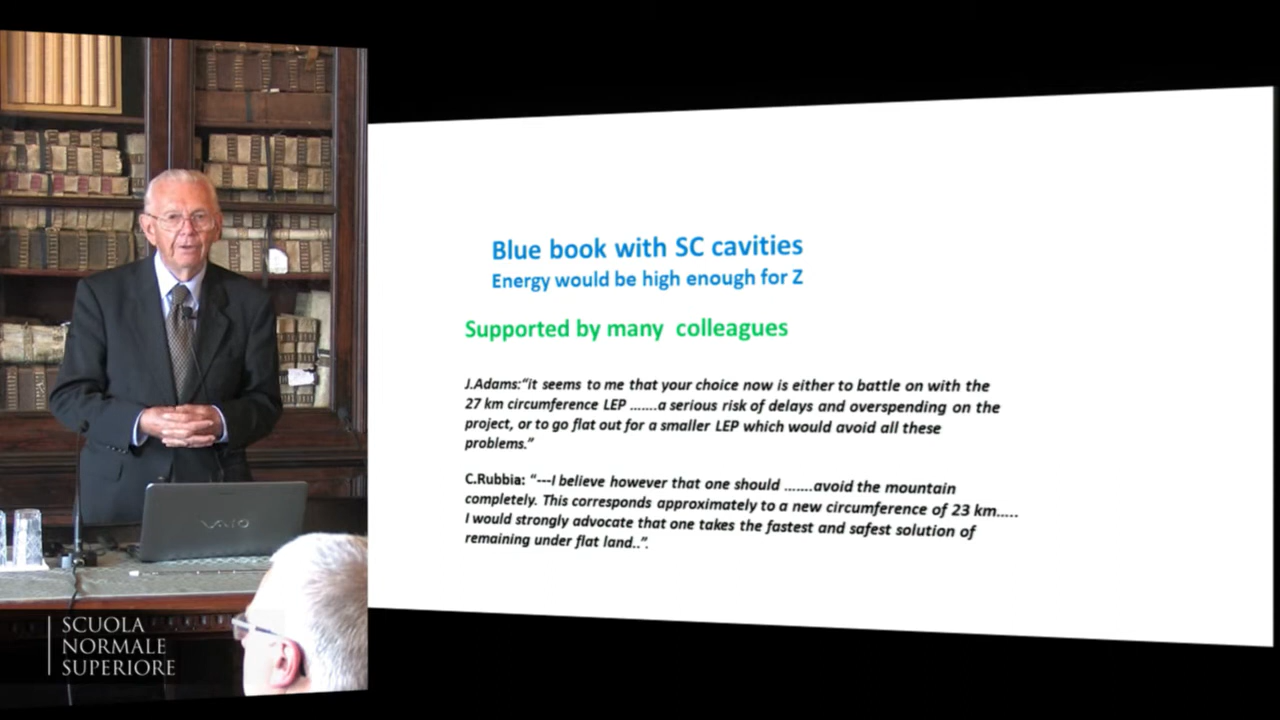 Blue book with SC cavities
Energy would be high enough for Z
Supported by many colleagues
J.Adams:"it seems to me that your choice now is either to battle on with the
27 km circumference LEP .......a serious risk of delays and overspending on the
project, or to go flat out for a smaller LEP which would avoid all these
problems."
C.Rubbia: "---I believe however that one should .......avoid the mountain
completely. This corresponds approximately to a new circumference of 23 km.....
I would strongly advocate that one takes the fastest and safest solution of
remaining under flat land..".
VAIO
SCUOLA
NORMALE
SUPERIORE